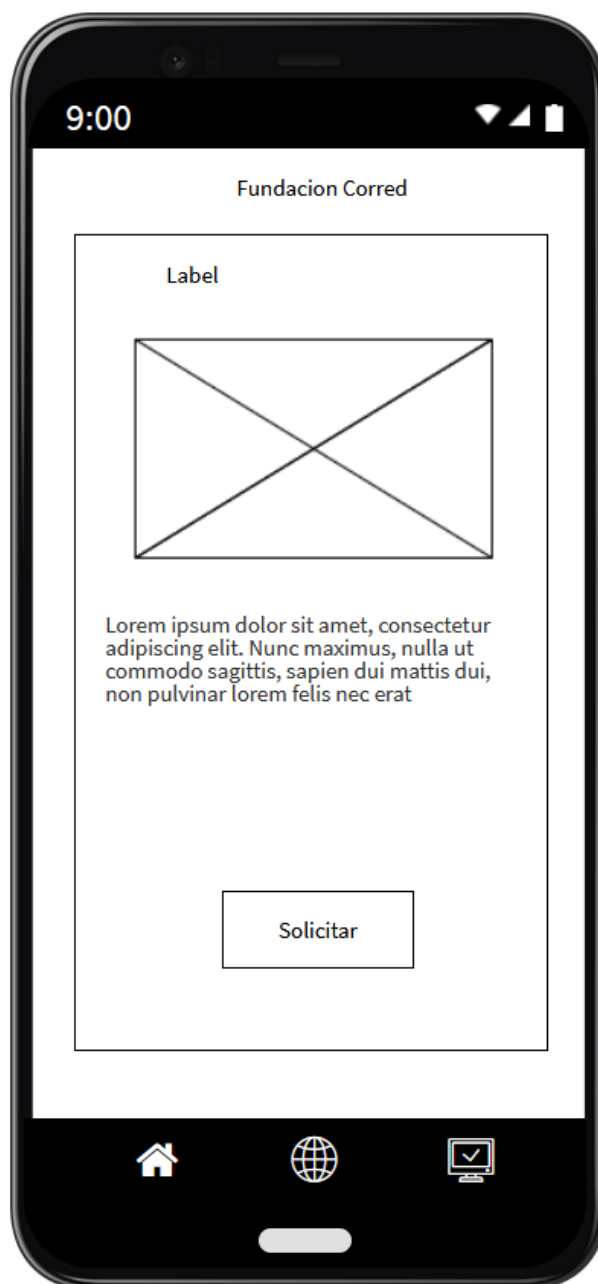 9:00
Fundacion Corred
Label
Lorem ipsum dolor sit amet, consectetur
adipiscing elit. Nunc maximus, nulla ut
commodo sagittis, sapien dui mattis dui,
non pulvinar lorem felis nec erat
Solicitar